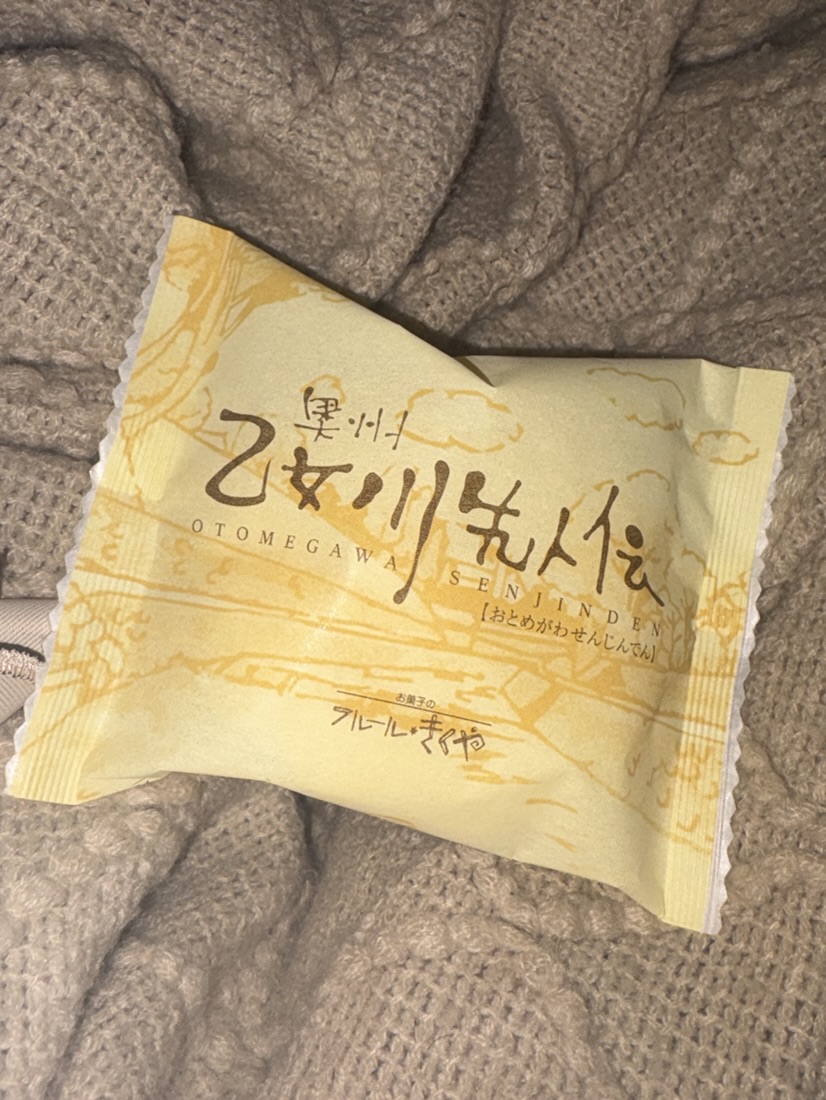 奥州
乙女川先人伝
OTOMEGAWA SENJINDEN
【おとめがわせんじんでん】
お菓子の
フルール・きくや